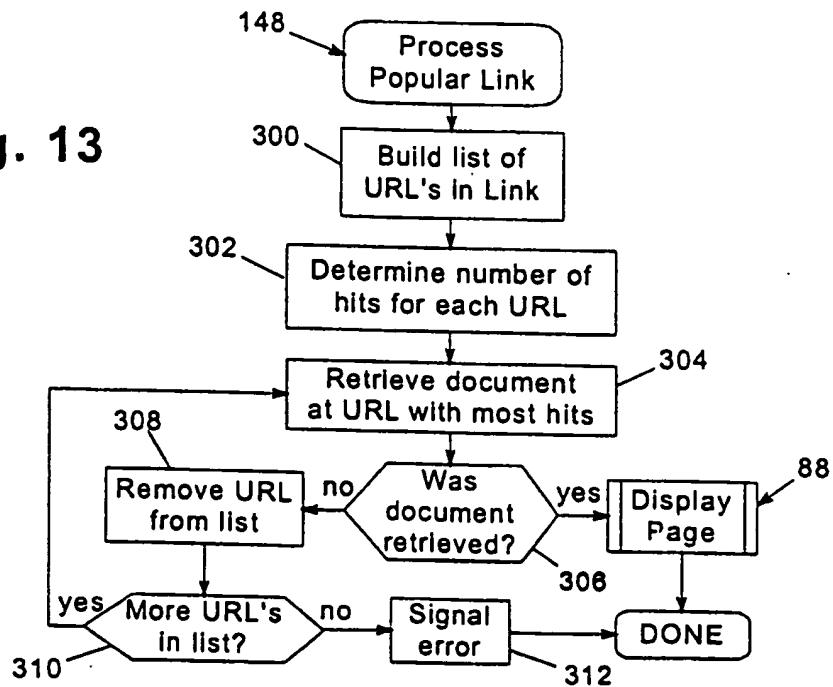 148
Process
Popular Link
g. 13
300
Build list of
URL's in Link
302
Determine number of
hits for each URL
304
Retrieve document
at URL with most hits
308
Remove URL
from list
no
Was
document
retrieved?
306
yes
88
Display
Page
yes
More URL's
in list?
310
no
Signal
error
312
DONE